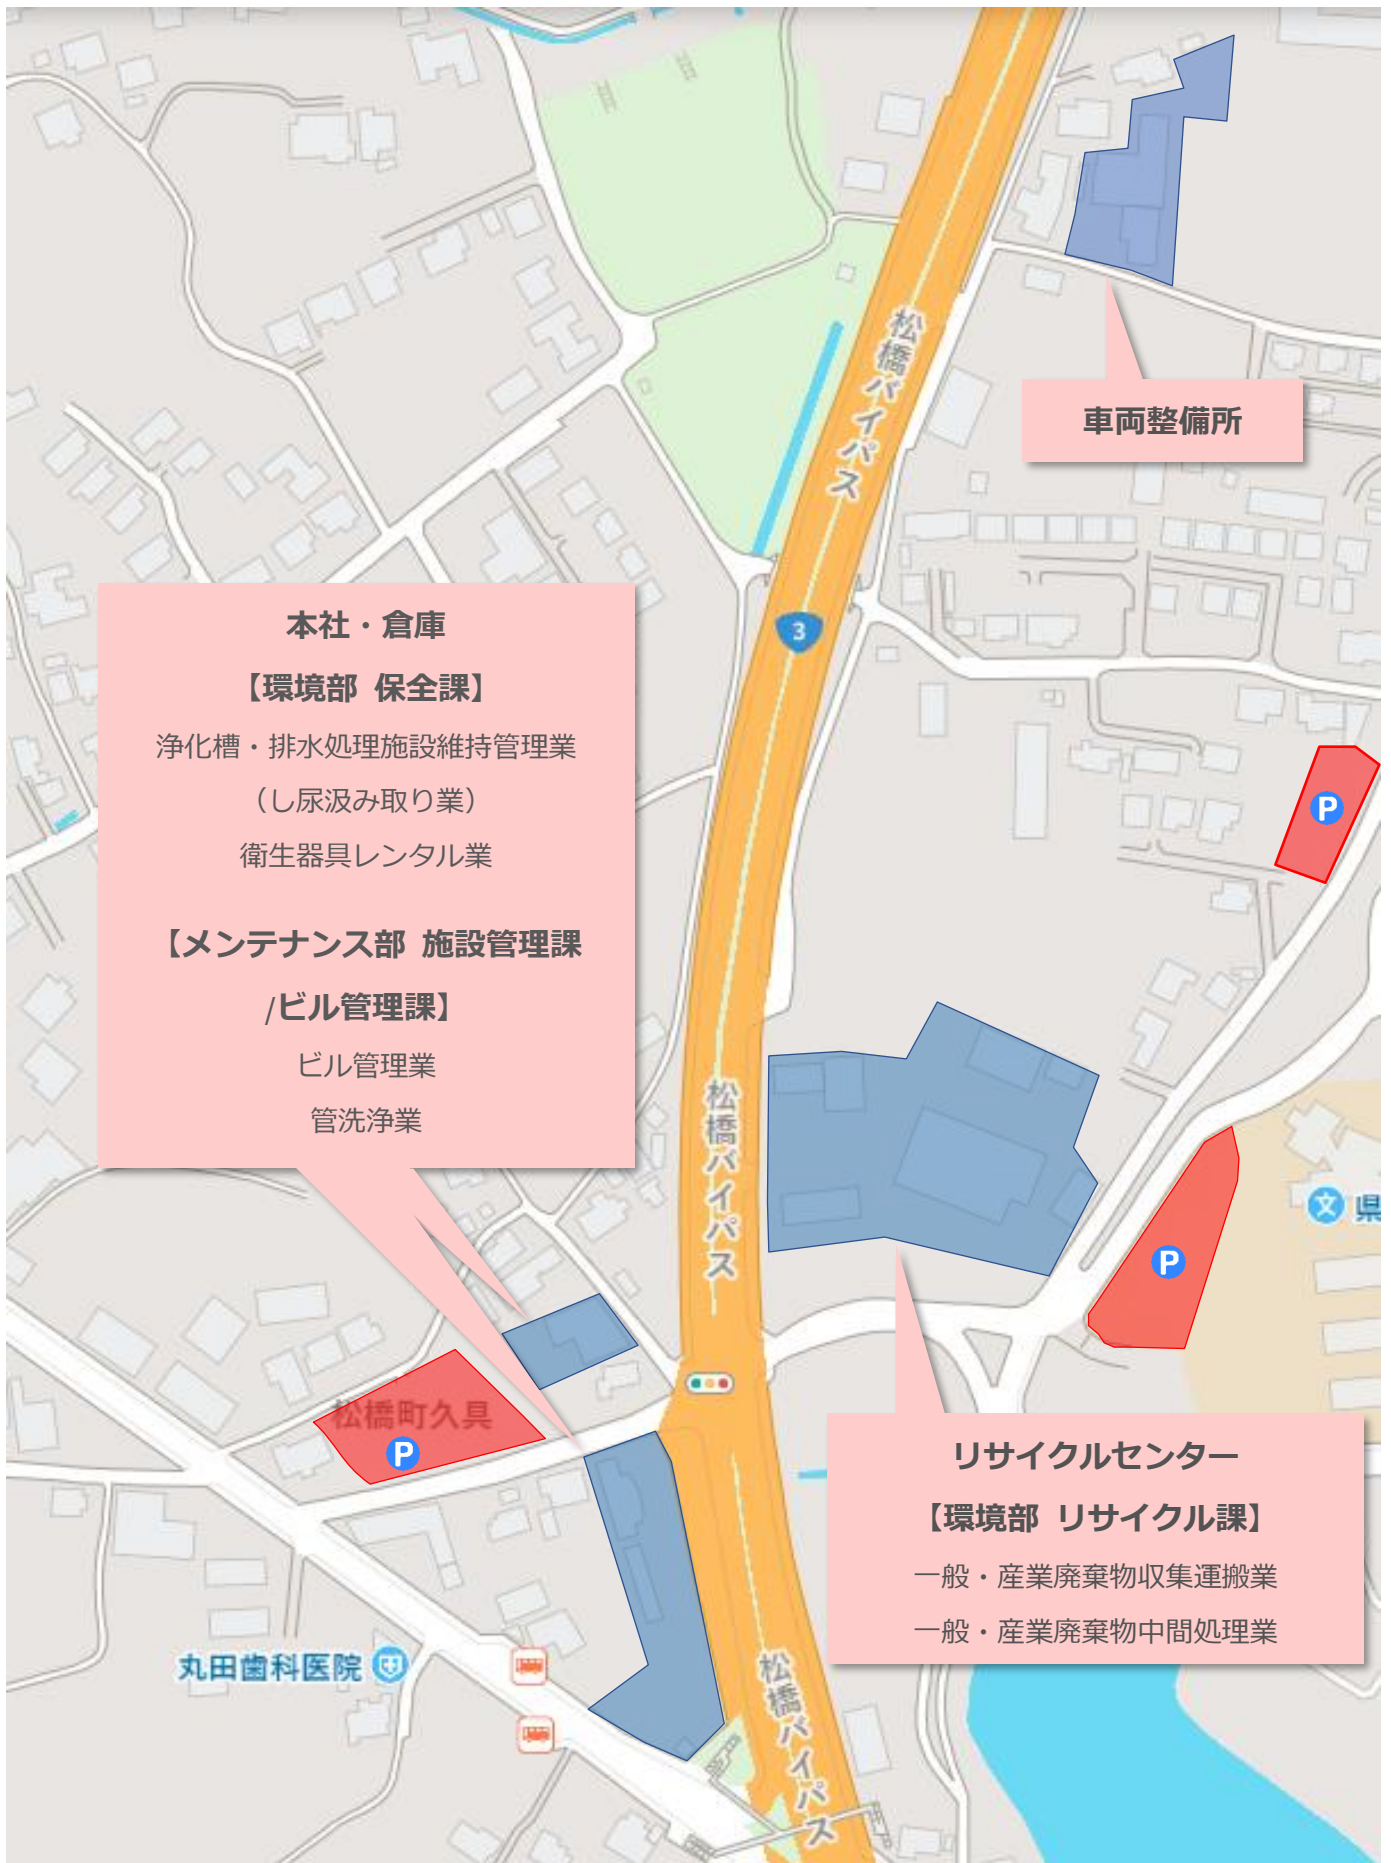 松橋バイパス
車両整備所
3
本社・倉庫
【環境部 保全課】
浄化槽・排水処理施設維持管理業
（し尿汲み取り業）
衛生器具レンタル業
【メンテナンス部 施設管理課
/ビル管理課】
ビル管理業
管洗浄業
P
松橋バイパス
文 県
P
松橋町久具
P
リサイクルセンター
【環境部 リサイクル課】
一般・産業廃棄物収集運搬業
一般・産業廃棄物中間処理業
丸田歯科医院
松橋バイパス